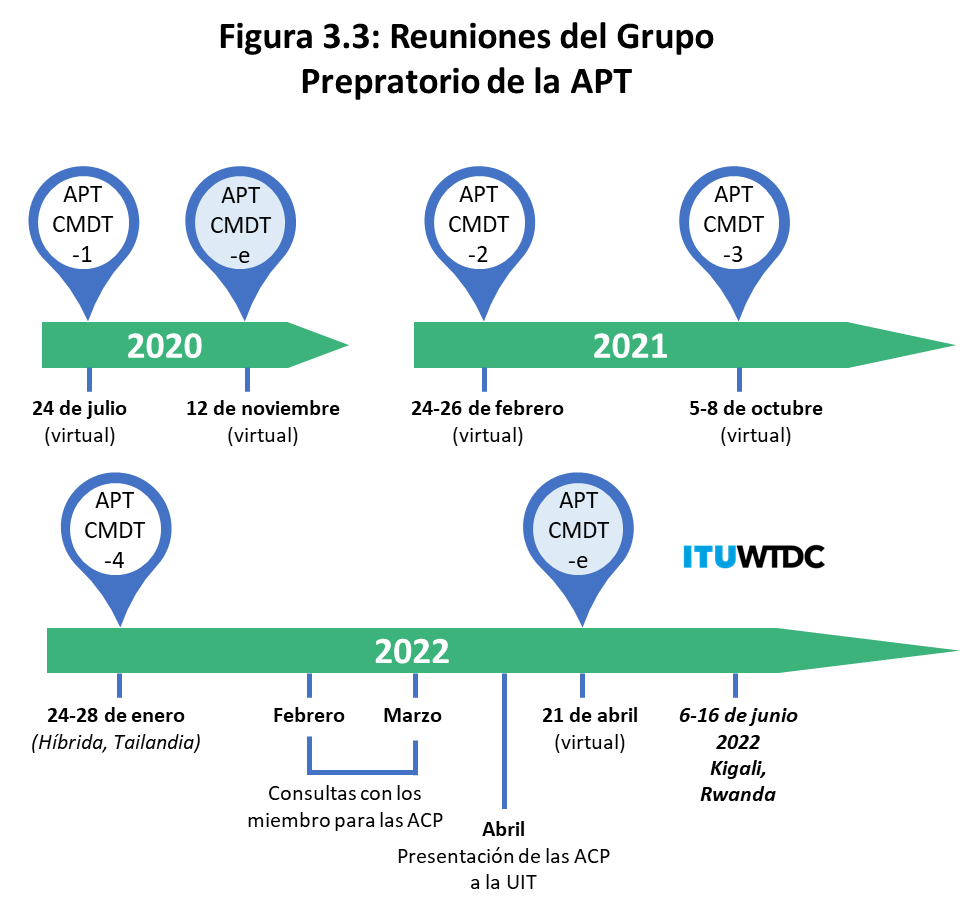 Figura 3.3: Reuniones del Grupo
Prepratorio de la APT
APT
CMDT
-1
APT
CMDT
-e
APT
CMDT
-2
APT
CMDT
-3
2020
2021
24 de julio
(virtual)
12 de noviembre
(virtual)
24-26 de febrero
(virtual)
5-8 de octubre
(virtual)
APT
CMDT
-4
APT
CMDT
-e
ITUWTDC
2022
24-28 de enero
(Híbrida, Tailandia)
Febrero
Marzo
Consultas con los
miembro para las ACP
Abril
Presentación de las ACP
a la UIT
21 de abril
(virtual)
6-16 de junio
2022
Kigali,
Rwanda